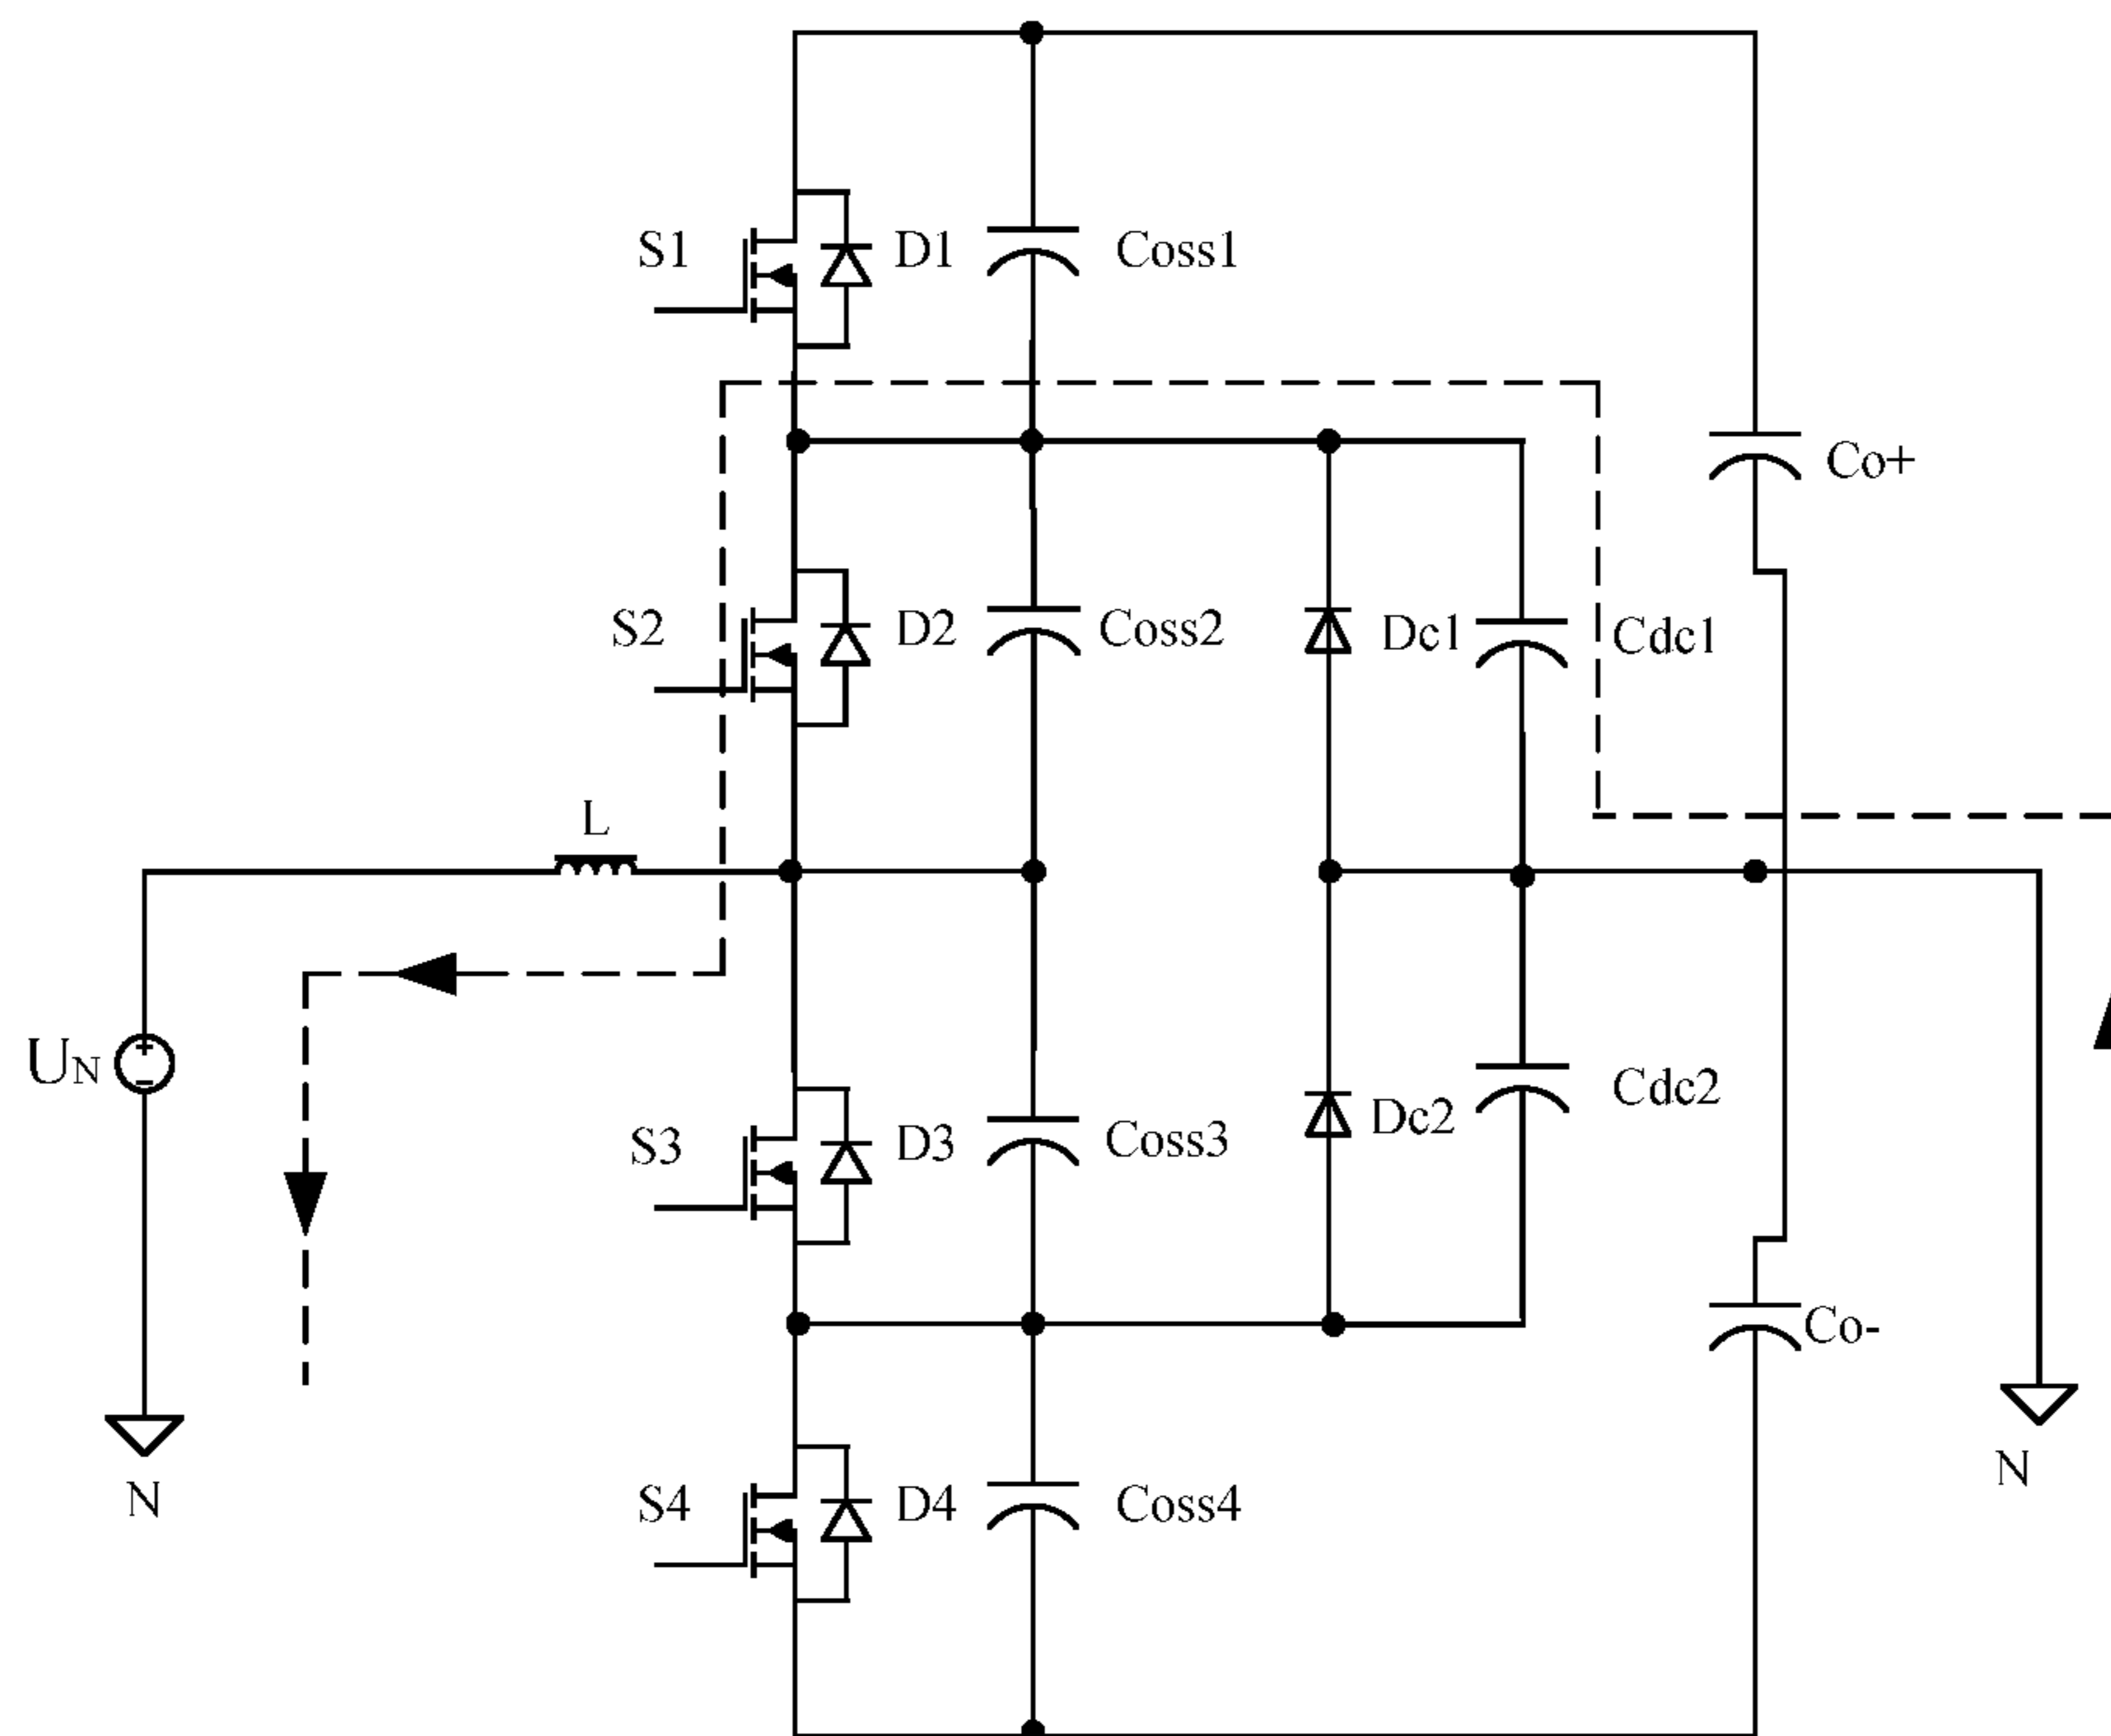 S1 D1 Coss1
Co+
S2 D2 Coss2 Dc1 Cdc1
L
UN
S3 D3 Coss3 Dc2 Cdc2
Co-
N
N
S4 D4 Coss4